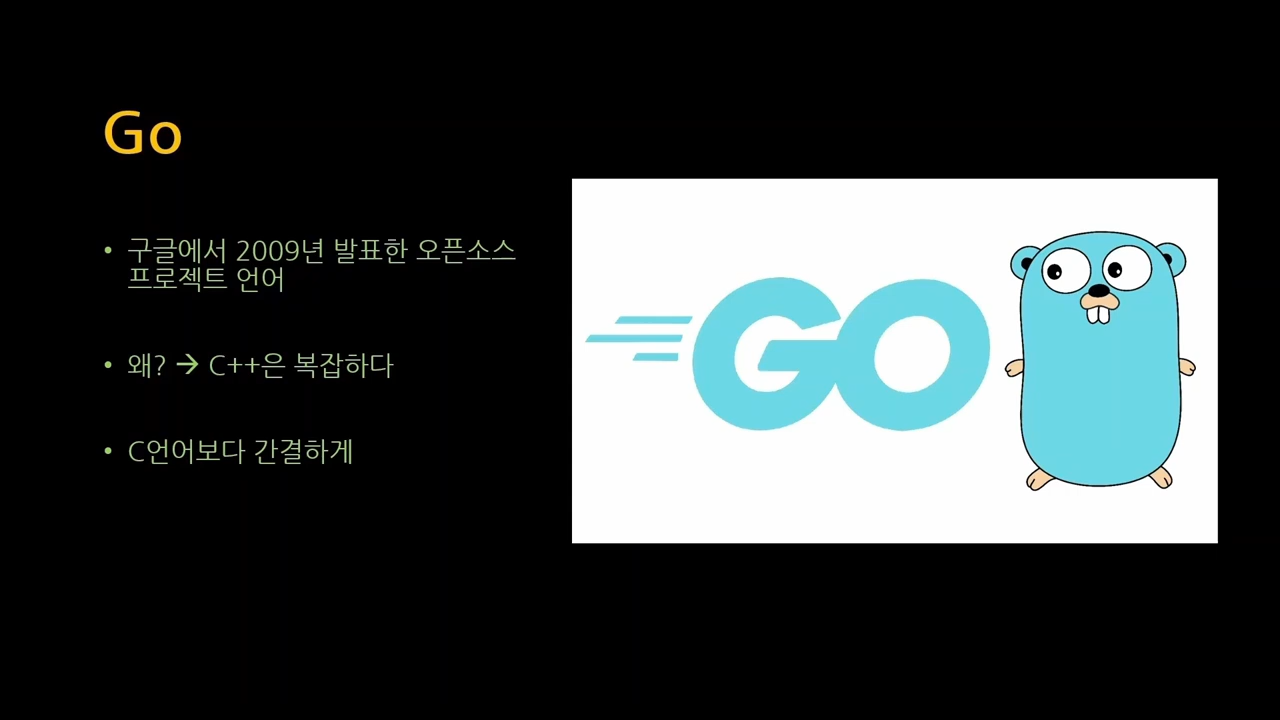 Go
• 구글에서 2009년 발표한 오픈소스
프로젝트 언어
• 왜? → C++은 복잡하다
• C언어보다 간결하게
GO